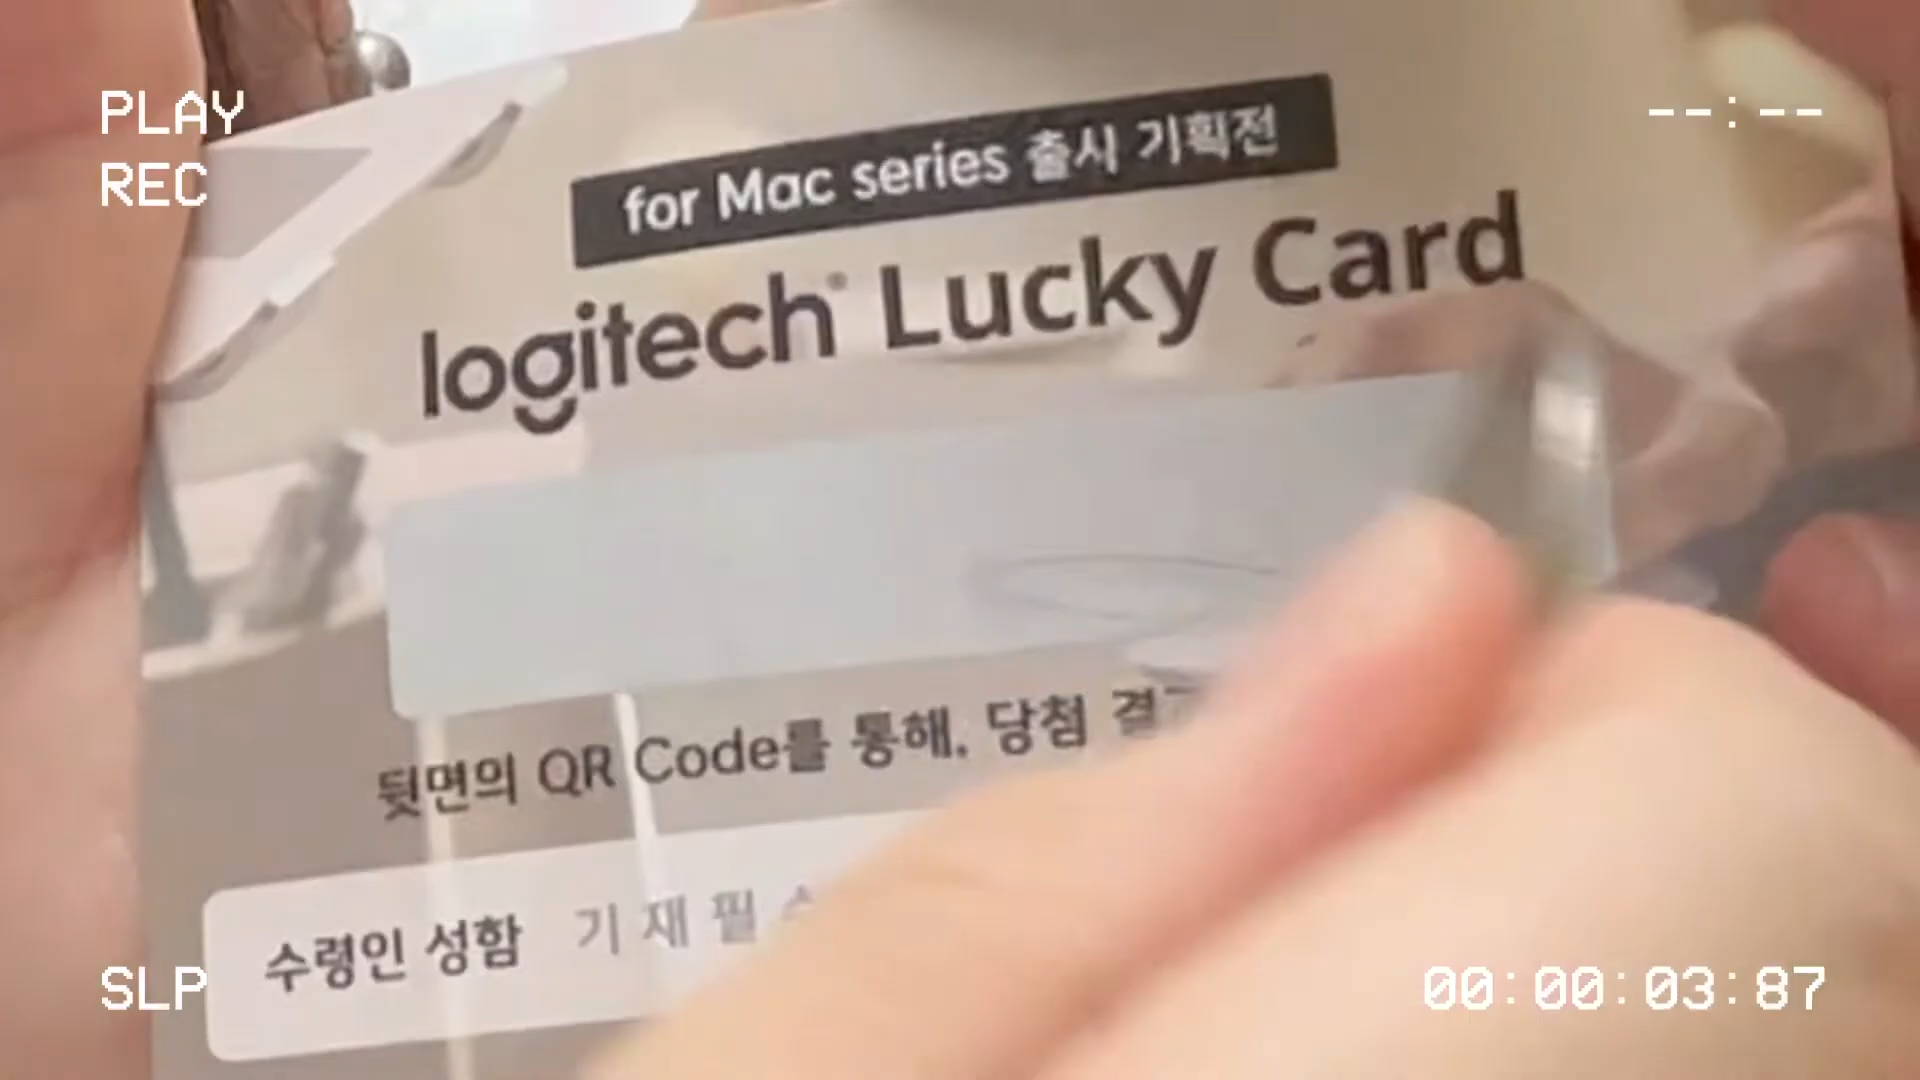 PLAY
--:--
REC
for Mac series 출시 기획전
logitech Lucky Card
뒷면의 QR Code를 통해, 당첨
수령인 성함 기재필
SLP
00:00:03:87